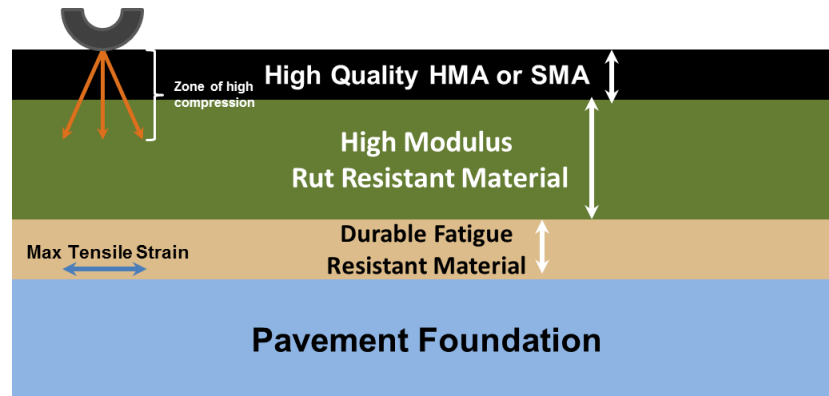 Zone of high
compression
High Quality HMA or SMA
High Modulus
Rut Resistant Material
Durable Fatigue
Resistant Material
Max Tensile Strain
Pavement Foundation